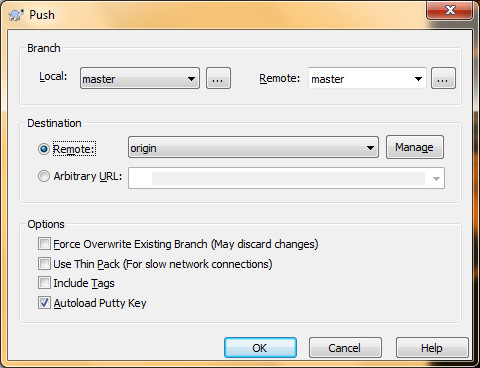 Push
Branch
Local: master ... Remote: master ...
Destination
Remote: origin Manage
Arbitrary URL:
Options
Force Overwrite Existing Branch (May discard changes)
Use Thin Pack (For slow network connections)
Include Tags
Autoload Putty Key
OK Cancel Help